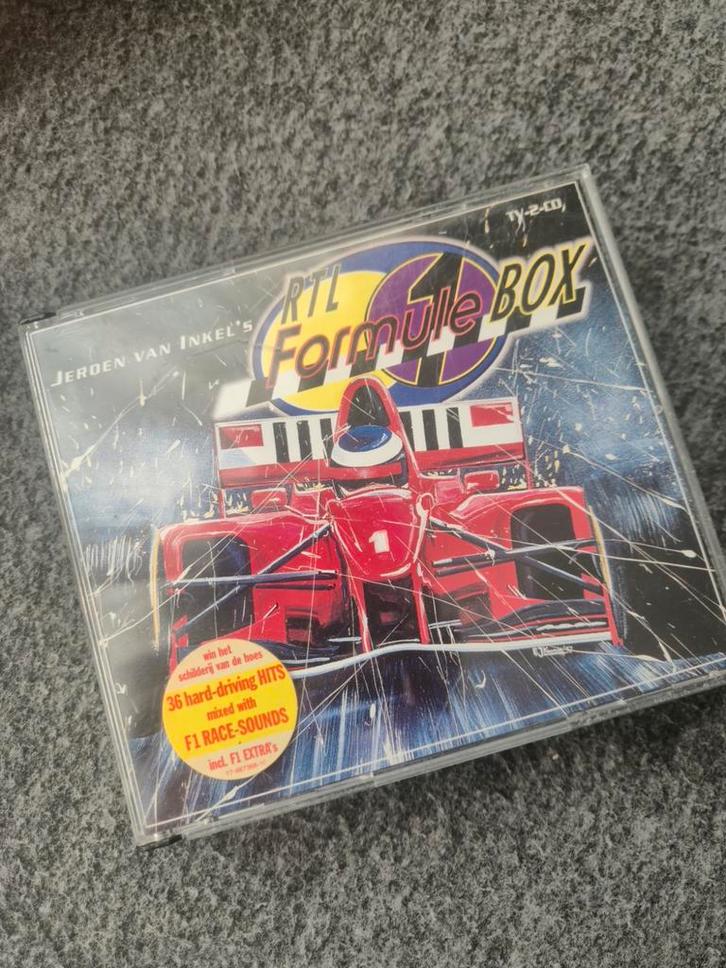 TV-2-CD
JEROEN VAN INKEL'S
RTL
Formule 1 BOX
1
win het
schilderij van de hoes
36 hard-driving HITS
mixed with
F1 RACE-SOUNDS
incl. F1 EXTRA's